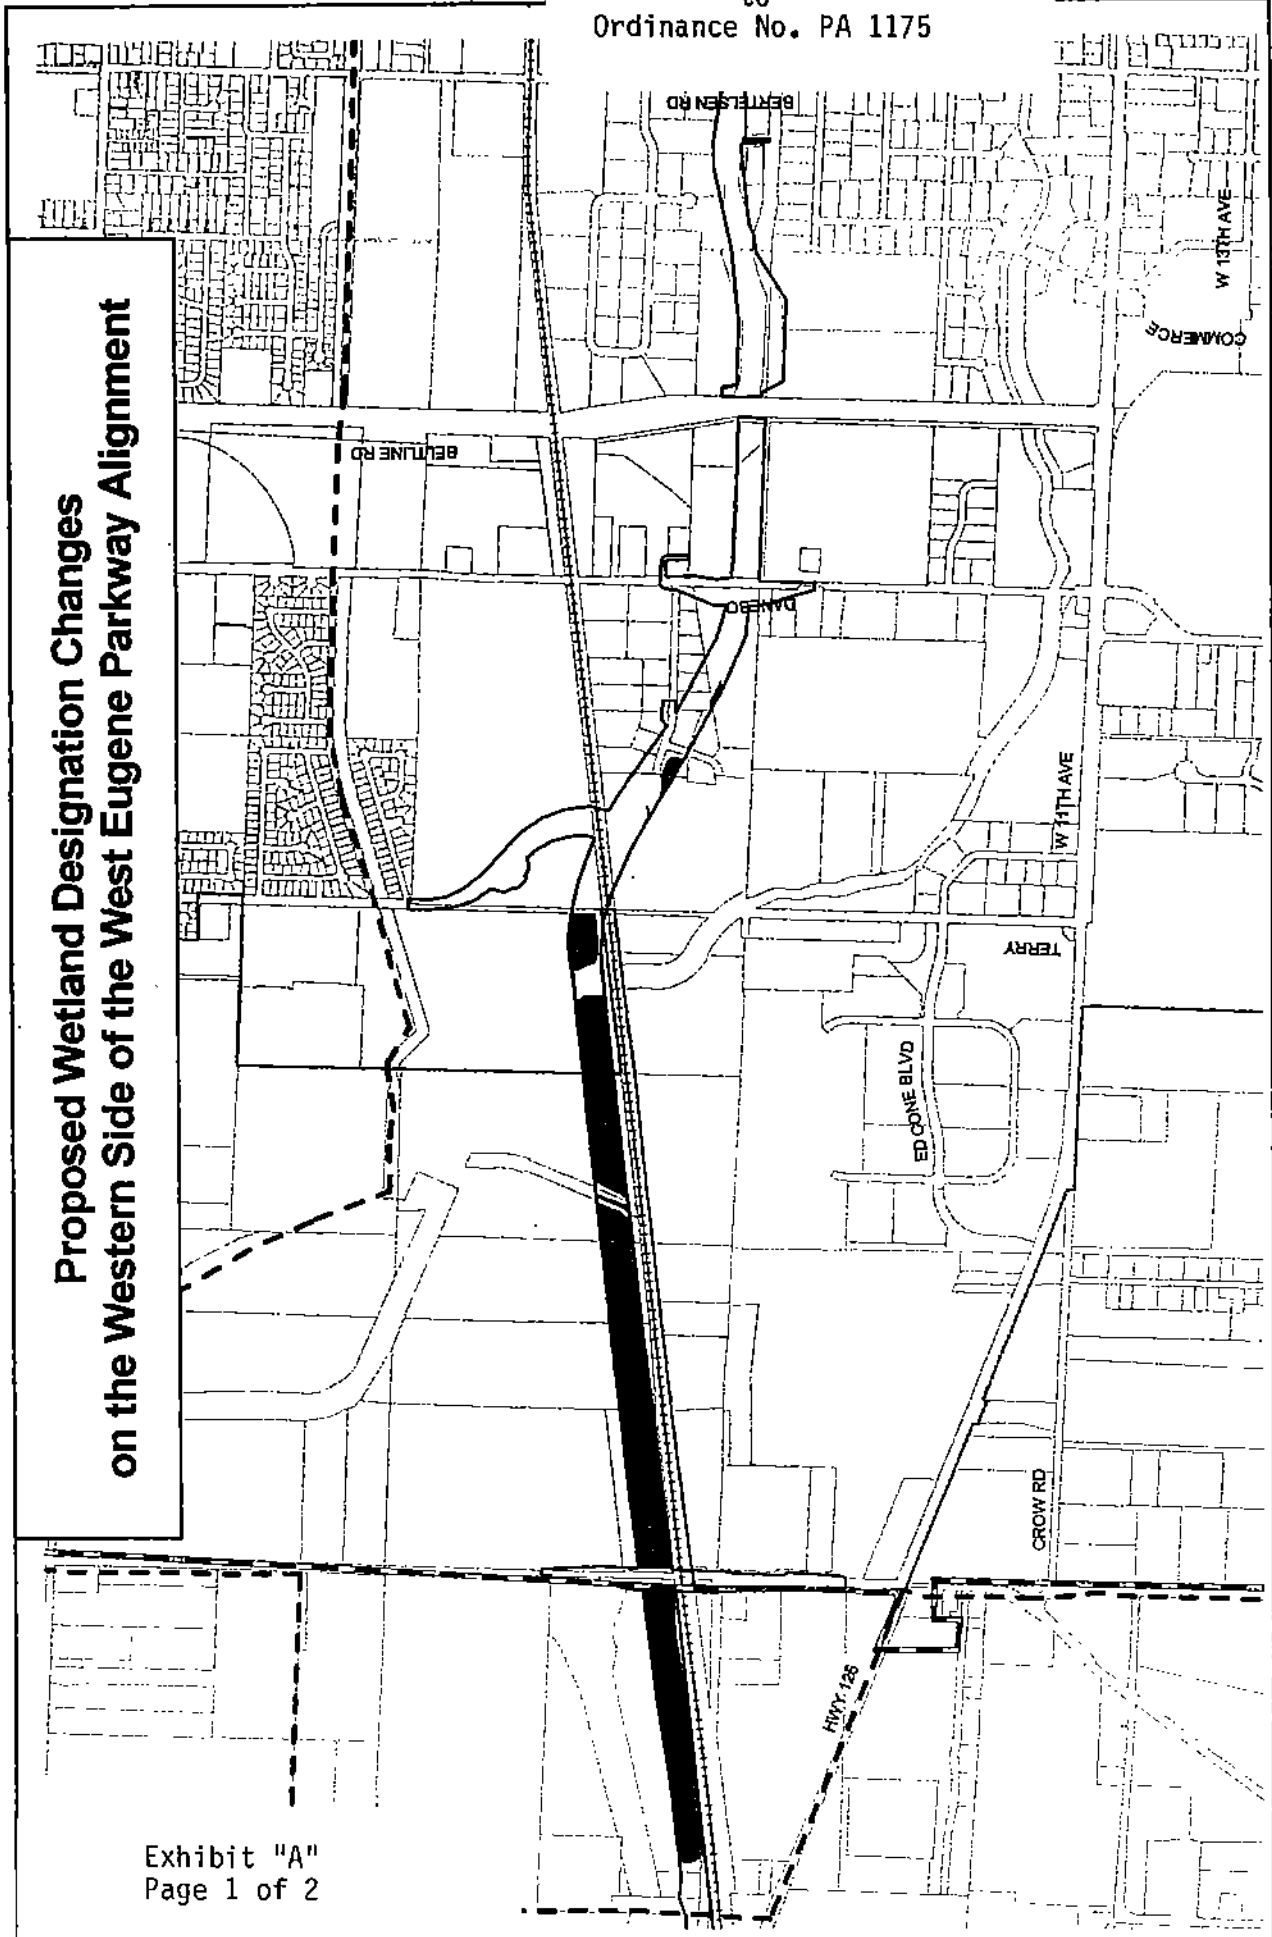 to
Ordinance No. PA 1175
Proposed Wetland Designation Changes
on the Western Side of the West Eugene Parkway Alignment
BERTELSEN RD
W 13TH AVE
COMMERCE
BELTLINE RD
DANEBO
W 11TH AVE
TERRY
ED CONE BLVD
CROW RD
HWY 126
Exhibit "A"
Page 1 of 2